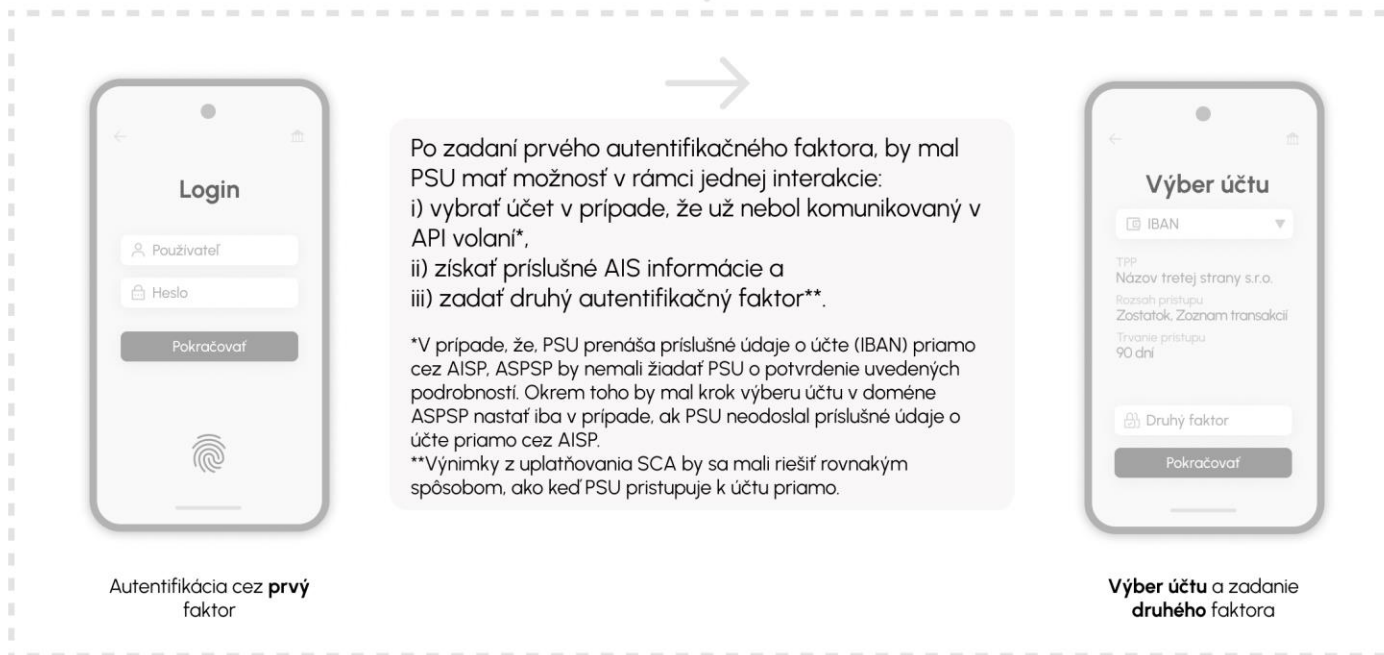 Login
Používateľ
Heslo
Pokračovať
Autentifikácia cez prvý
faktor
Po zadaní prvého autentifikačného faktora, by mal
PSU mať možnosť v rámci jednej interakcie:
i) vybrať účet v prípade, že už nebol komunikovaný v
API volaní*,
ii) získať príslušné AIS informácie a
iii) zadať druhý autentifikačný faktor**.
*V prípade, že, PSU prenáša príslušné údaje o účte (IBAN) priamo
cez AISP, ASPSP by nemali žiadať PSU o potvrdenie uvedených
podrobností. Okrem toho by mal krok výberu účtu v doméne
ASPSP nastať iba v prípade, ak PSU neodoslal príslušné údaje o
účte priamo cez AISP.
**Výnimky z uplatňovania SCA by sa mali riešiť rovnakým
spôsobom, ako keď PSU pristupuje k účtu priamo.
Výber účtu
IBAN
TPP
Názov tretej strany s.r.o.
Rozsah prístupu
Zostatok, Zoznam transakcií
Trvanie prístupu
90 dní
Druhý faktor
Pokračovať
Výber účtu a zadanie
druhého faktora